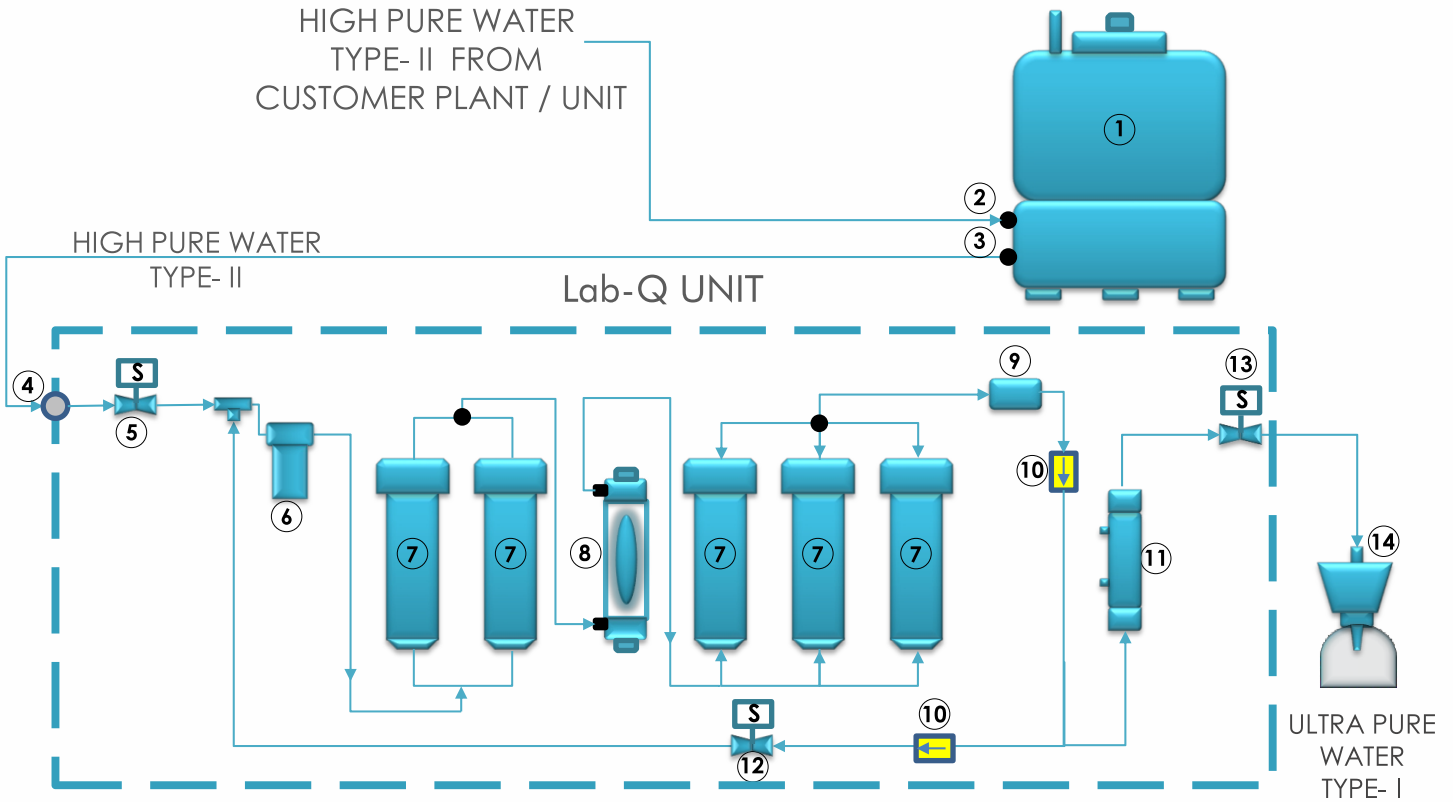 HIGH PURE WATER
TYPE- II FROM
CUSTOMER PLANT / UNIT
1
2
3
HIGH PURE WATER
TYPE- II
Lab-Q UNIT
4
S
5
6
7
7
8
7
7
7
9
10
11
13
S
14
10
S
12
ULTRA PURE
WATER
TYPE- I